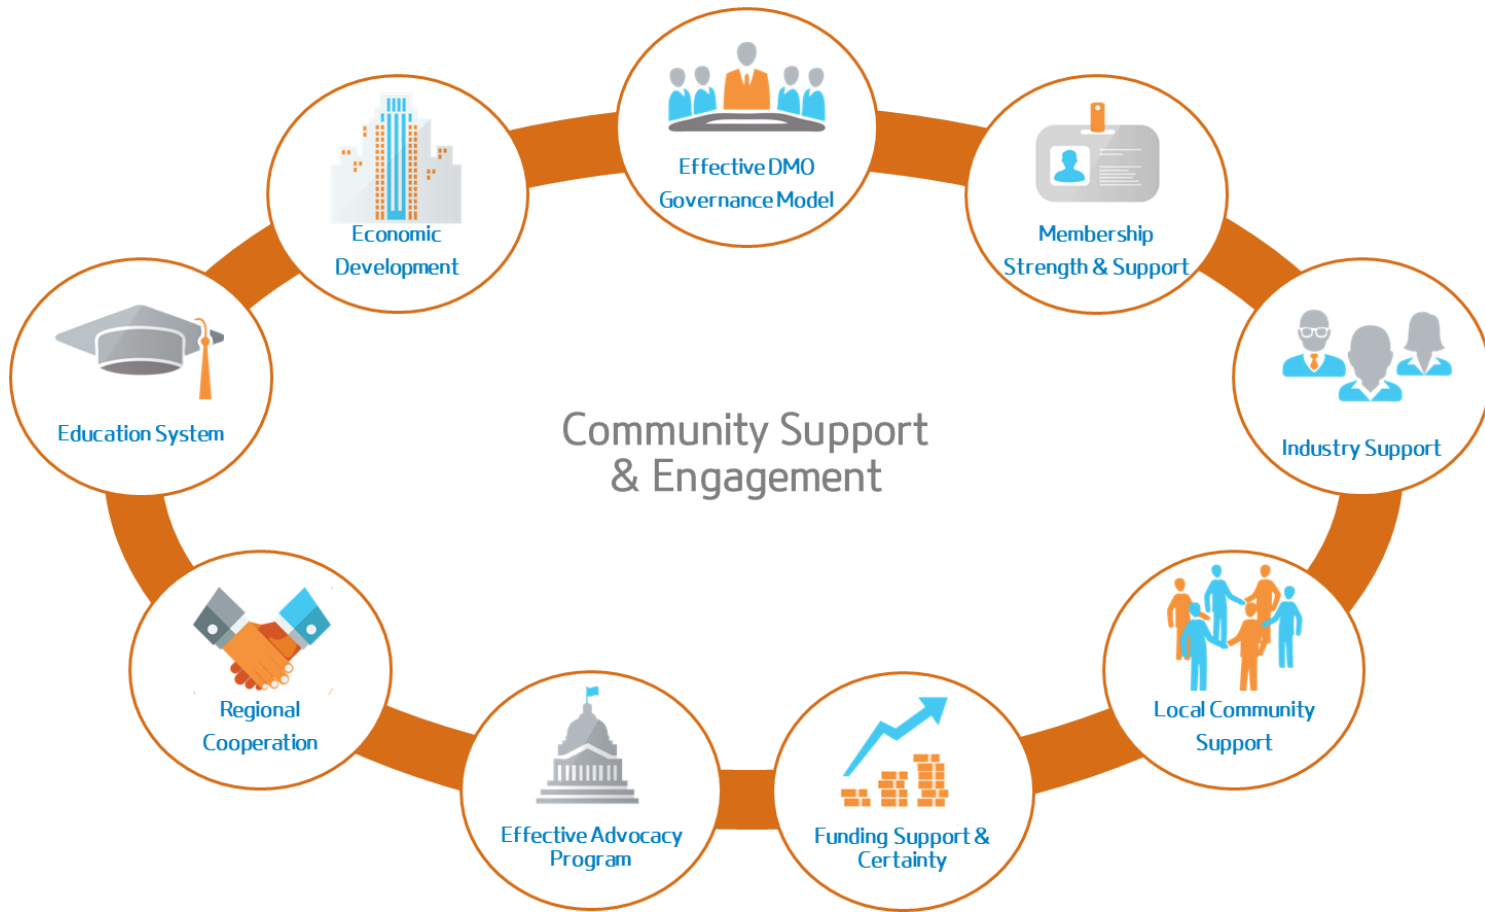 Effective DMO
Governance Model
Membership
Strength & Support
Industry Support
Local Community
Support
Funding Support &
Certainty
Effective Advocacy
Program
Regional
Cooperation
Education System
Economic
Development
Community Support
& Engagement